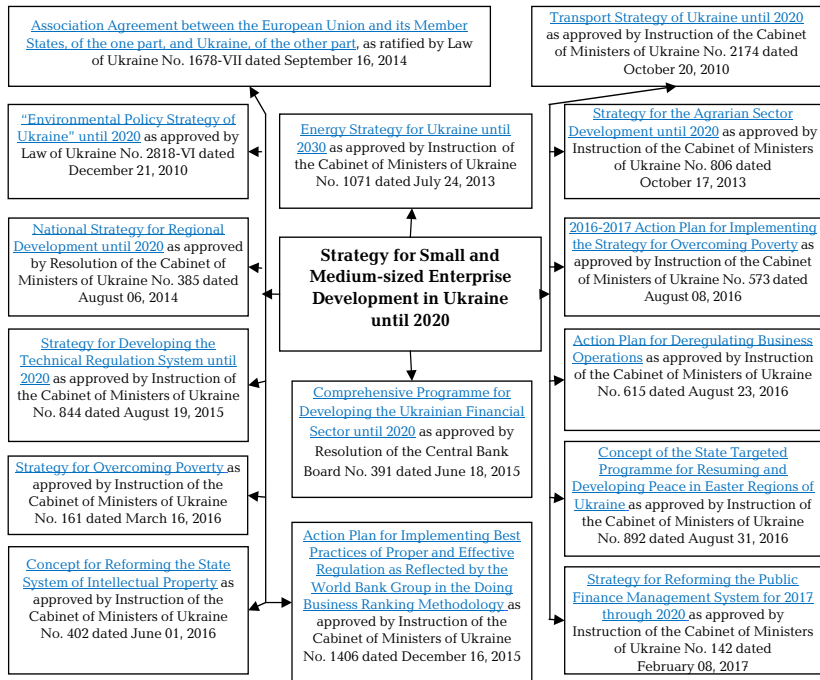 Association Agreement between the European Union and its Member
States, of the one part, and Ukraine, of the other part, as ratified by Law
of Ukraine No. 1678-VII dated September 16, 2014
Transport Strategy of Ukraine until 2020
as approved by Instruction of the Cabinet
of Ministers of Ukraine No. 2174 dated
October 20, 2010
“Environmental Policy Strategy of
Ukraine” until 2020 as approved by
Law of Ukraine No. 2818-VI dated
December 21, 2010
Energy Strategy for Ukraine until
2030 as approved by Instruction of
the Cabinet of Ministers of Ukraine
No. 1071 dated July 24, 2013
Strategy for the Agrarian Sector
Development until 2020 as approved by
Instruction of the Cabinet of Ministers
of Ukraine No. 806 dated
October 17, 2013
National Strategy for Regional
Development until 2020 as approved
by Resolution of the Cabinet of
Ministers of Ukraine No. 385 dated
August 06, 2014
Strategy for Small and
Medium-sized Enterprise
Development in Ukraine
until 2020
2016-2017 Action Plan for Implementing
the Strategy for Overcoming Poverty as
approved by Instruction of the Cabinet
of Ministers of Ukraine No. 573 dated
August 08, 2016
Strategy for Developing the
Technical Regulation System until
2020 as approved by Instruction of
the Cabinet of Ministers of Ukraine
No. 844 dated August 19, 2015
Comprehensive Programme for
Developing the Ukrainian Financial
Sector until 2020 as approved by
Resolution of the Central Bank
Board No. 391 dated June 18, 2015
Action Plan for Deregulating Business
Operations as approved by Instruction
of the Cabinet of Ministers of Ukraine
No. 615 dated August 23, 2016
Strategy for Overcoming Poverty as
approved by Instruction of the
Cabinet of Ministers of Ukraine
No. 161 dated March 16, 2016
Concept of the State Targeted
Programme for Resuming and
Developing Peace in Easter Regions of
Ukraine as approved by Instruction of
the Cabinet of Ministers of Ukraine
No. 892 dated August 31, 2016
Concept for Reforming the State
System of Intellectual Property as
approved by Instruction of the
Cabinet of Ministers of Ukraine
No. 402 dated June 01, 2016
Action Plan for Implementing Best
Practices of Proper and Effective
Regulation as Reflected by the
World Bank Group in the Doing
Business Ranking Methodology as
approved by Instruction of the
Cabinet of Ministers of Ukraine
No. 1406 dated December 16, 2015
Strategy for Reforming the Public
Finance Management System for 2017
through 2020 as approved by
Instruction of the Cabinet of Ministers
of Ukraine No. 142 dated
February 08, 2017